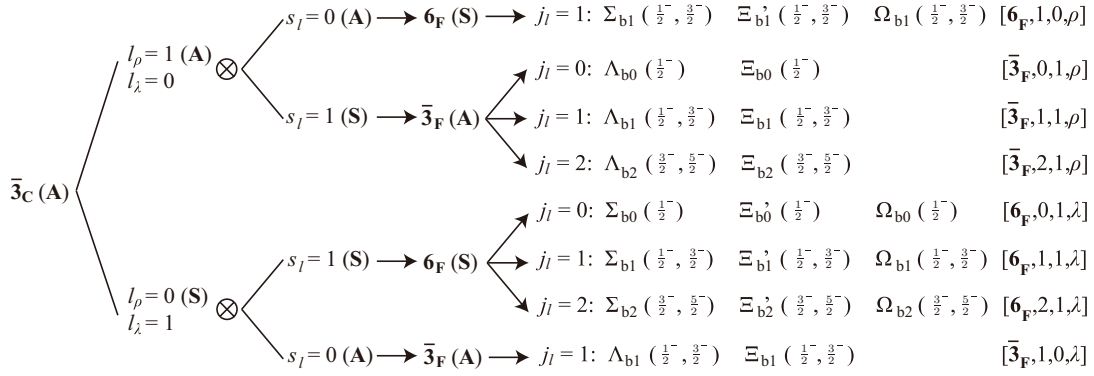 s_l = 0 (A) → 6_F (S) → j_l = 1: Σ_b1 (1/2⁻, 3/2⁻) Ξ'_b1 (1/2⁻, 3/2⁻) Ω_b1 (1/2⁻, 3/2⁻) [6_F,1,0,ρ]
l_ρ = 1 (A) ⊗
l_λ = 0
j_l = 0: Λ_b0 (1/2⁻) Ξ_b0 (1/2⁻) [3̄_F,0,1,ρ]
s_l = 1 (S) → 3̄_F (A) j_l = 1: Λ_b1 (1/2⁻, 3/2⁻) Ξ_b1 (1/2⁻, 3/2⁻) [3̄_F,1,1,ρ]
j_l = 2: Λ_b2 (3/2⁻, 5/2⁻) Ξ_b2 (3/2⁻, 5/2⁻) [3̄_F,2,1,ρ]
3̄_C (A)
j_l = 0: Σ_b0 (1/2⁻) Ξ'_b0 (1/2⁻) Ω_b0 (1/2⁻) [6_F,0,1,λ]
s_l = 1 (S) → 6_F (S) j_l = 1: Σ_b1 (1/2⁻, 3/2⁻) Ξ'_b1 (1/2⁻, 3/2⁻) Ω_b1 (1/2⁻, 3/2⁻) [6_F,1,1,λ]
l_ρ = 0 (S) ⊗
l_λ = 1
j_l = 2: Σ_b2 (3/2⁻, 5/2⁻) Ξ'_b2 (3/2⁻, 5/2⁻) Ω_b2 (3/2⁻, 5/2⁻) [6_F,2,1,λ]
s_l = 0 (A) → 3̄_F (A) → j_l = 1: Λ_b1 (1/2⁻, 3/2⁻) Ξ_b1 (1/2⁻, 3/2⁻) [3̄_F,1,0,λ]